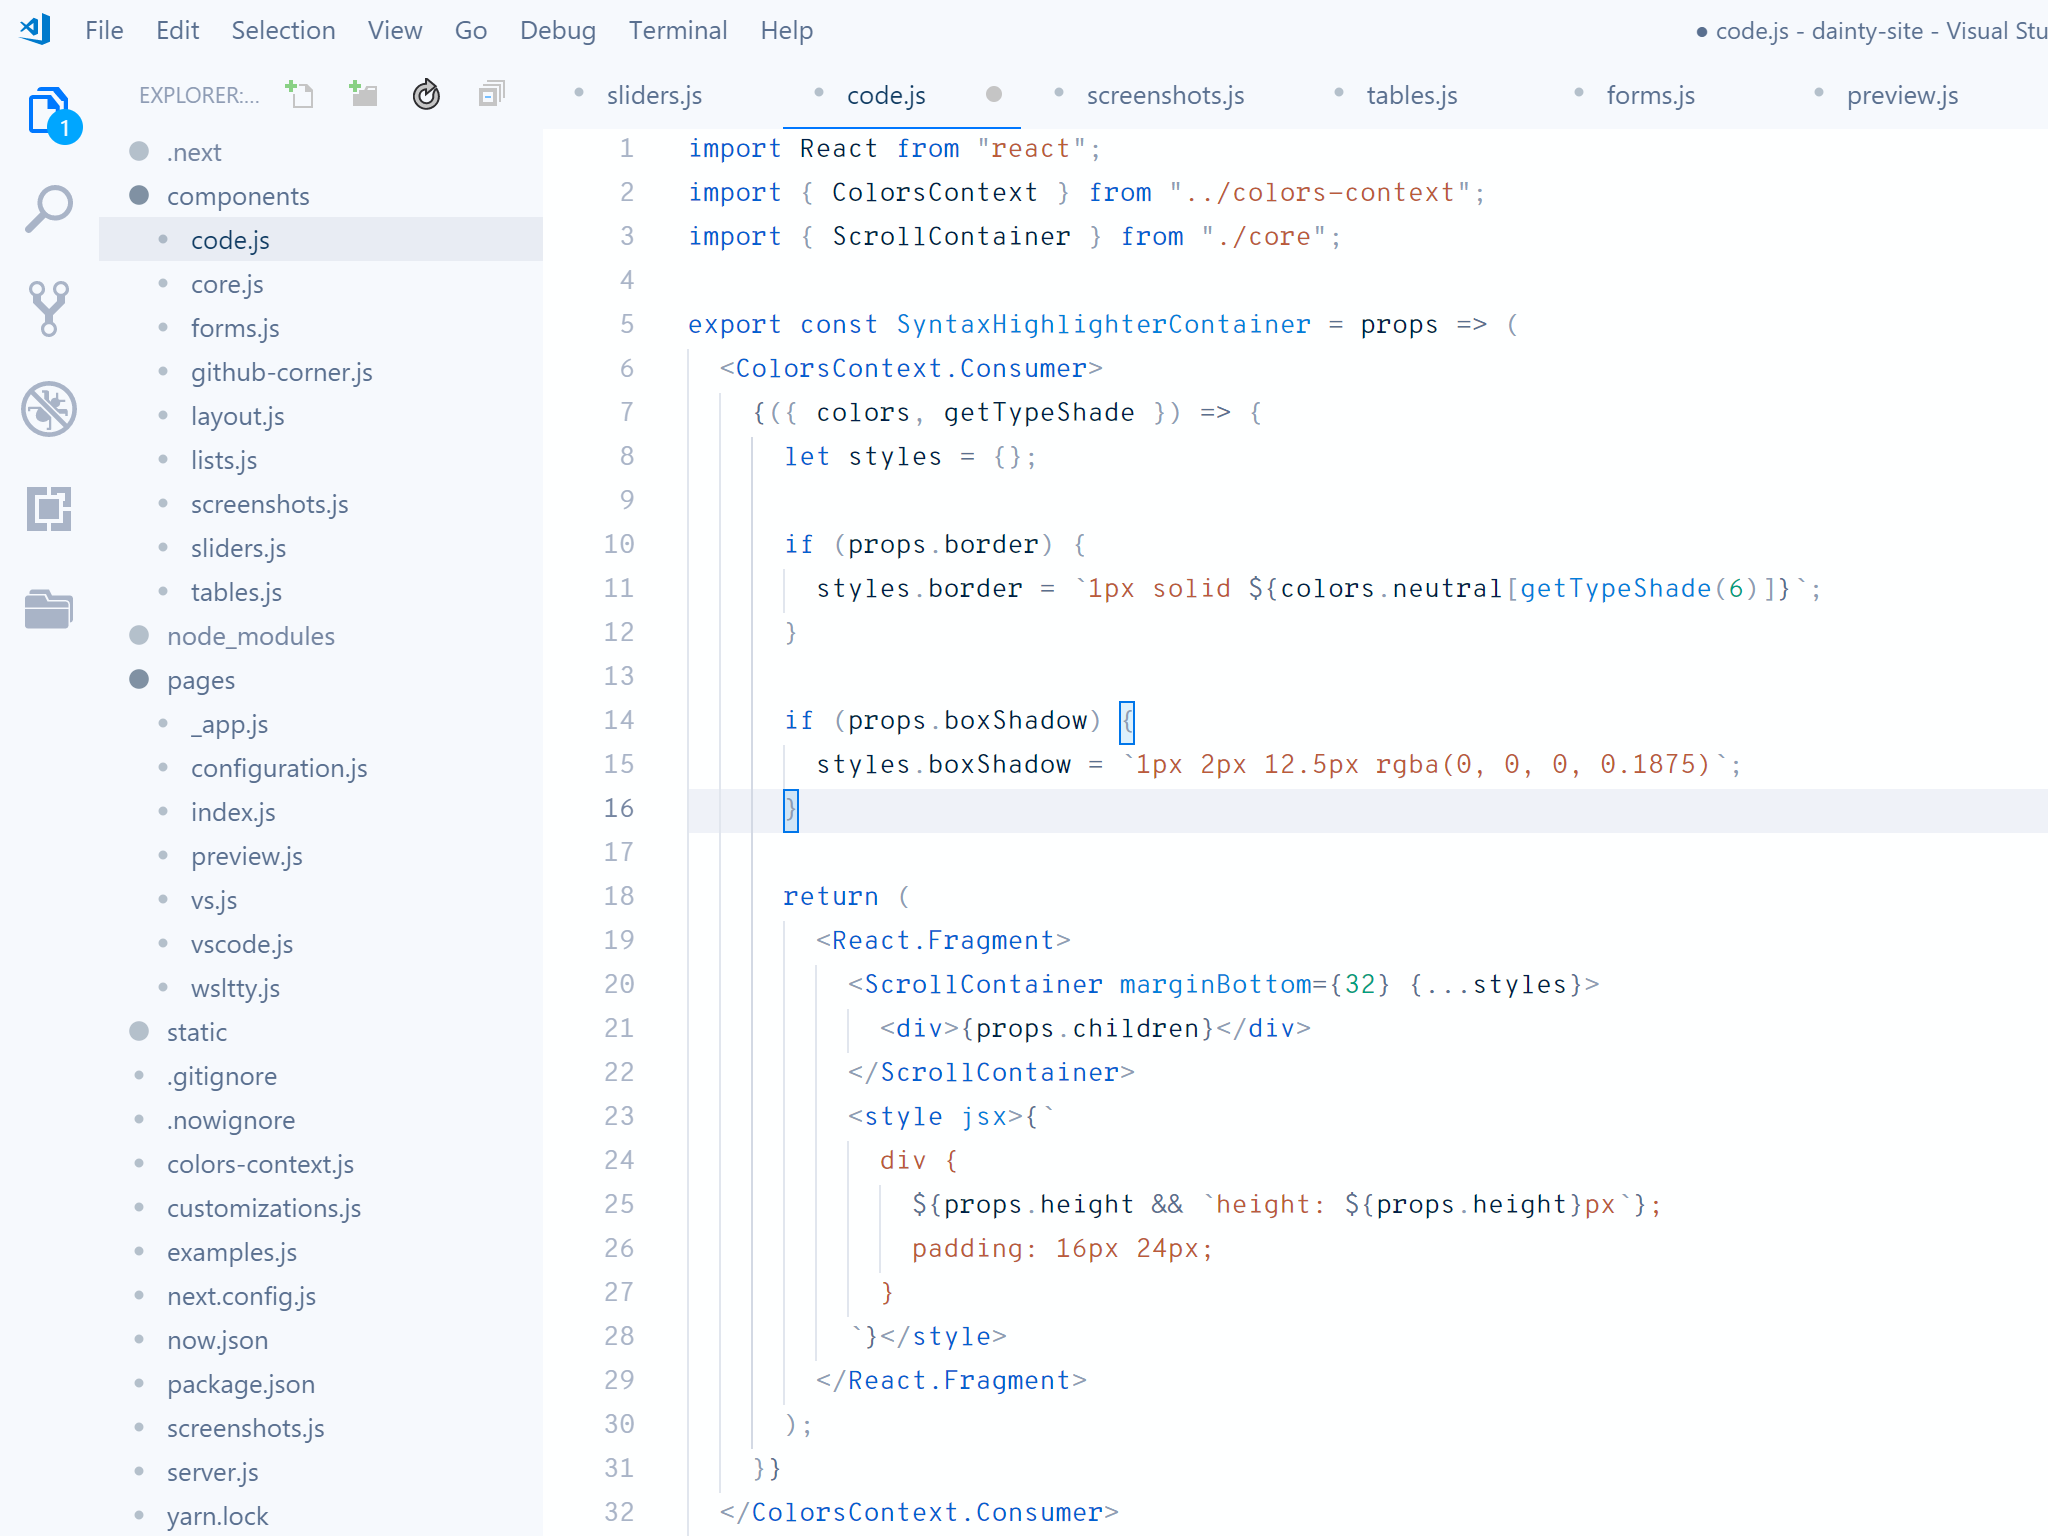 File Edit Selection View Go Debug Terminal Help
● code.js - dainty-site - Visual Stu
1
EXPLORER:...
.next
components
code.js
core.js
forms.js
github-corner.js
layout.js
lists.js
screenshots.js
sliders.js
tables.js
node_modules
pages
_app.js
configuration.js
index.js
preview.js
vs.js
vscode.js
wsltty.js
static
.gitignore
.nowignore
colors-context.js
customizations.js
examples.js
next.config.js
now.json
package.json
screenshots.js
server.js
yarn.lock
sliders.js code.js screenshots.js tables.js forms.js preview.js
1 import React from "react";
2 import { ColorsContext } from "../colors-context";
3 import { ScrollContainer } from "./core";
4
5 export const SyntaxHighlighterContainer = props => (
6   <ColorsContext.Consumer>
7     {({ colors, getTypeShade }) => {
8       let styles = {};
9
10       if (props.border) {
11         styles.border = `1px solid ${colors.neutral[getTypeShade(6)]}`;
12       }
13
14       if (props.boxShadow) {
15         styles.boxShadow = `1px 2px 12.5px rgba(0, 0, 0, 0.1875)`;
16       }
17
18       return (
19         <React.Fragment>
20           <ScrollContainer marginBottom={32} {...styles}>
21             <div>{props.children}</div>
22           </ScrollContainer>
23           <style jsx>{`
24             div {
25               ${props.height && `height: ${props.height}px`};
26               padding: 16px 24px;
27             }
28           `}</style>
29         </React.Fragment>
30       );
31     }}
32   </ColorsContext.Consumer>